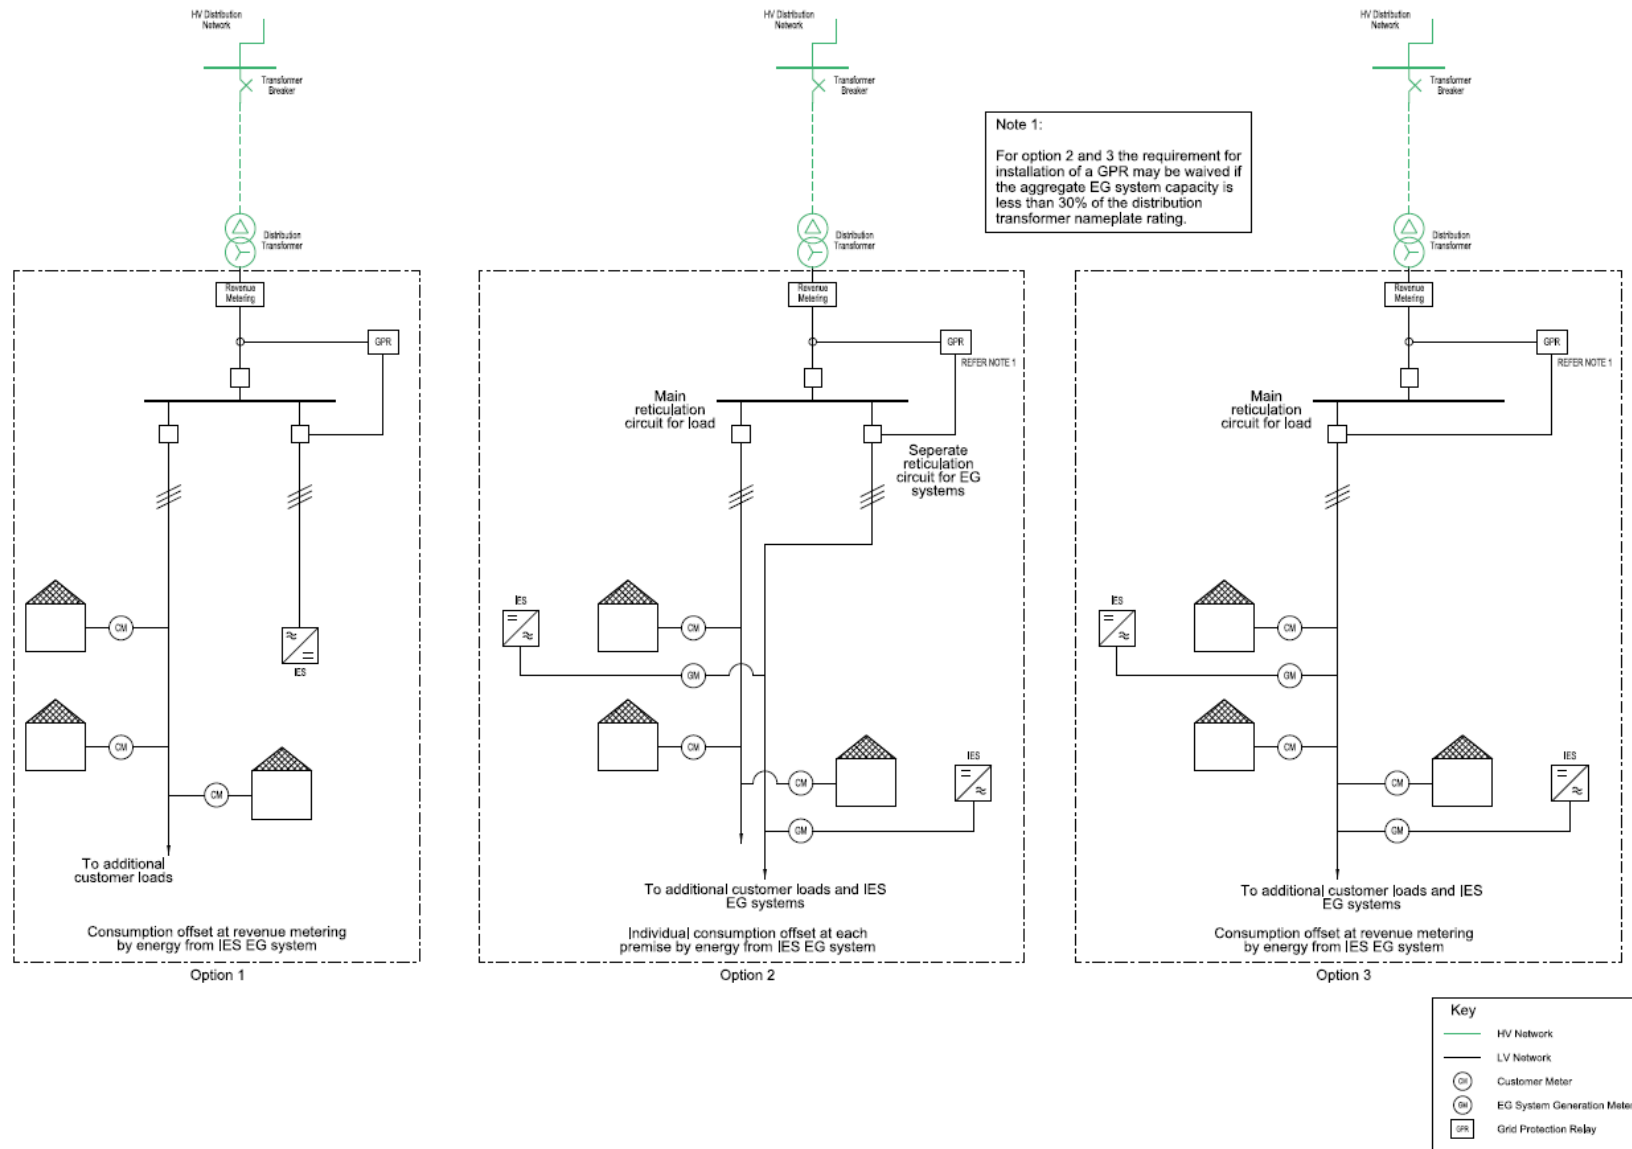 HV Distribution
Network
Transformer
Breaker
Distribution
Transformer
Revenue
Metering
GPR
CM
IES
CM
CM
To additional
customer loads
Consumption offset at revenue metering
by energy from IES EG system
Option 1
HV Distribution
Network
Transformer
Breaker
Distribution
Transformer
Revenue
Metering
GPR
REFER NOTE 1
Main
reticulation
circuit for load
Seperate
reticulation
circuit for EG
systems
IES
CM
GM
CM
IES
CM
GM
To additional customer loads and IES
EG systems
Individual consumption offset at each
premise by energy from IES EG system
Option 2
Note 1:
For option 2 and 3 the requirement for
installation of a GPR may be waived if
the aggregate EG system capacity is
less than 30% of the distribution
transformer nameplate rating.
HV Distribution
Network
Transformer
Breaker
Distribution
Transformer
Revenue
Metering
GPR
REFER NOTE 1
Main
reticulation
circuit for load
IES
CM
GM
CM
IES
CM
GM
To additional customer loads and IES
EG systems
Consumption offset at revenue metering
by energy from IES EG system
Option 3
Key
HV Network
LV Network
CM Customer Meter
GM EG System Generation Meter
GPR Grid Protection Relay